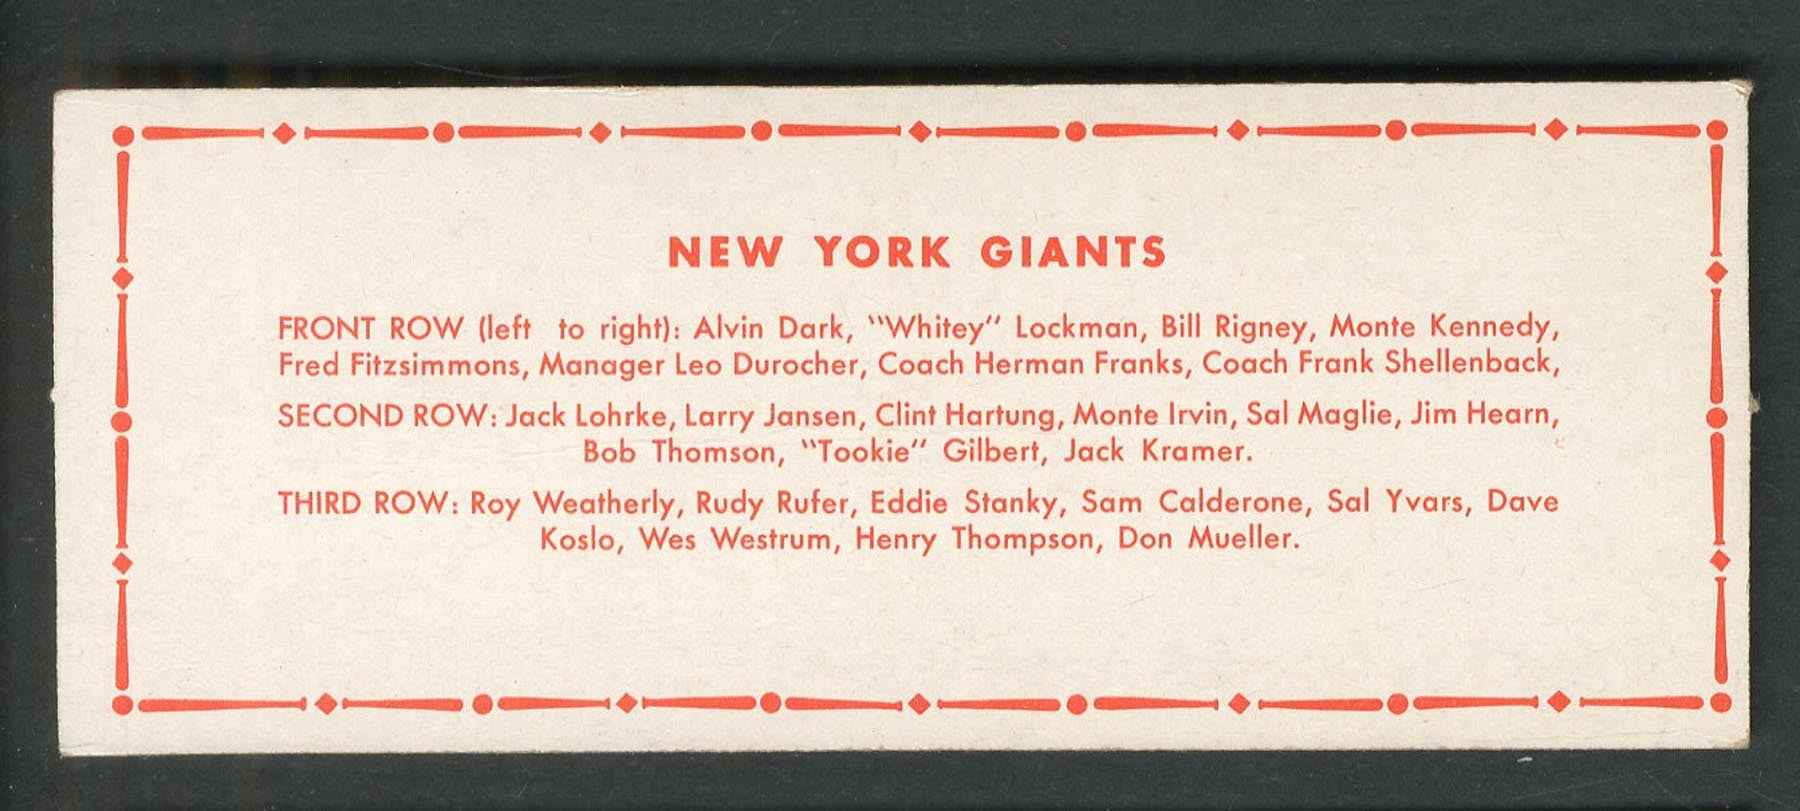 NEW YORK GIANTS
FRONT ROW (left to right): Alvin Dark, "Whitey" Lockman, Bill Rigney, Monte Kennedy,
Fred Fitzsimmons, Manager Leo Durocher, Coach Herman Franks, Coach Frank Shellenback,
SECOND ROW: Jack Lohrke, Larry Jansen, Clint Hartung, Monte Irvin, Sal Maglie, Jim Hearn,
Bob Thomson, "Tookie" Gilbert, Jack Kramer.
THIRD ROW: Roy Weatherly, Rudy Rufer, Eddie Stanky, Sam Calderone, Sal Yvars, Dave
Koslo, Wes Westrum, Henry Thompson, Don Mueller.